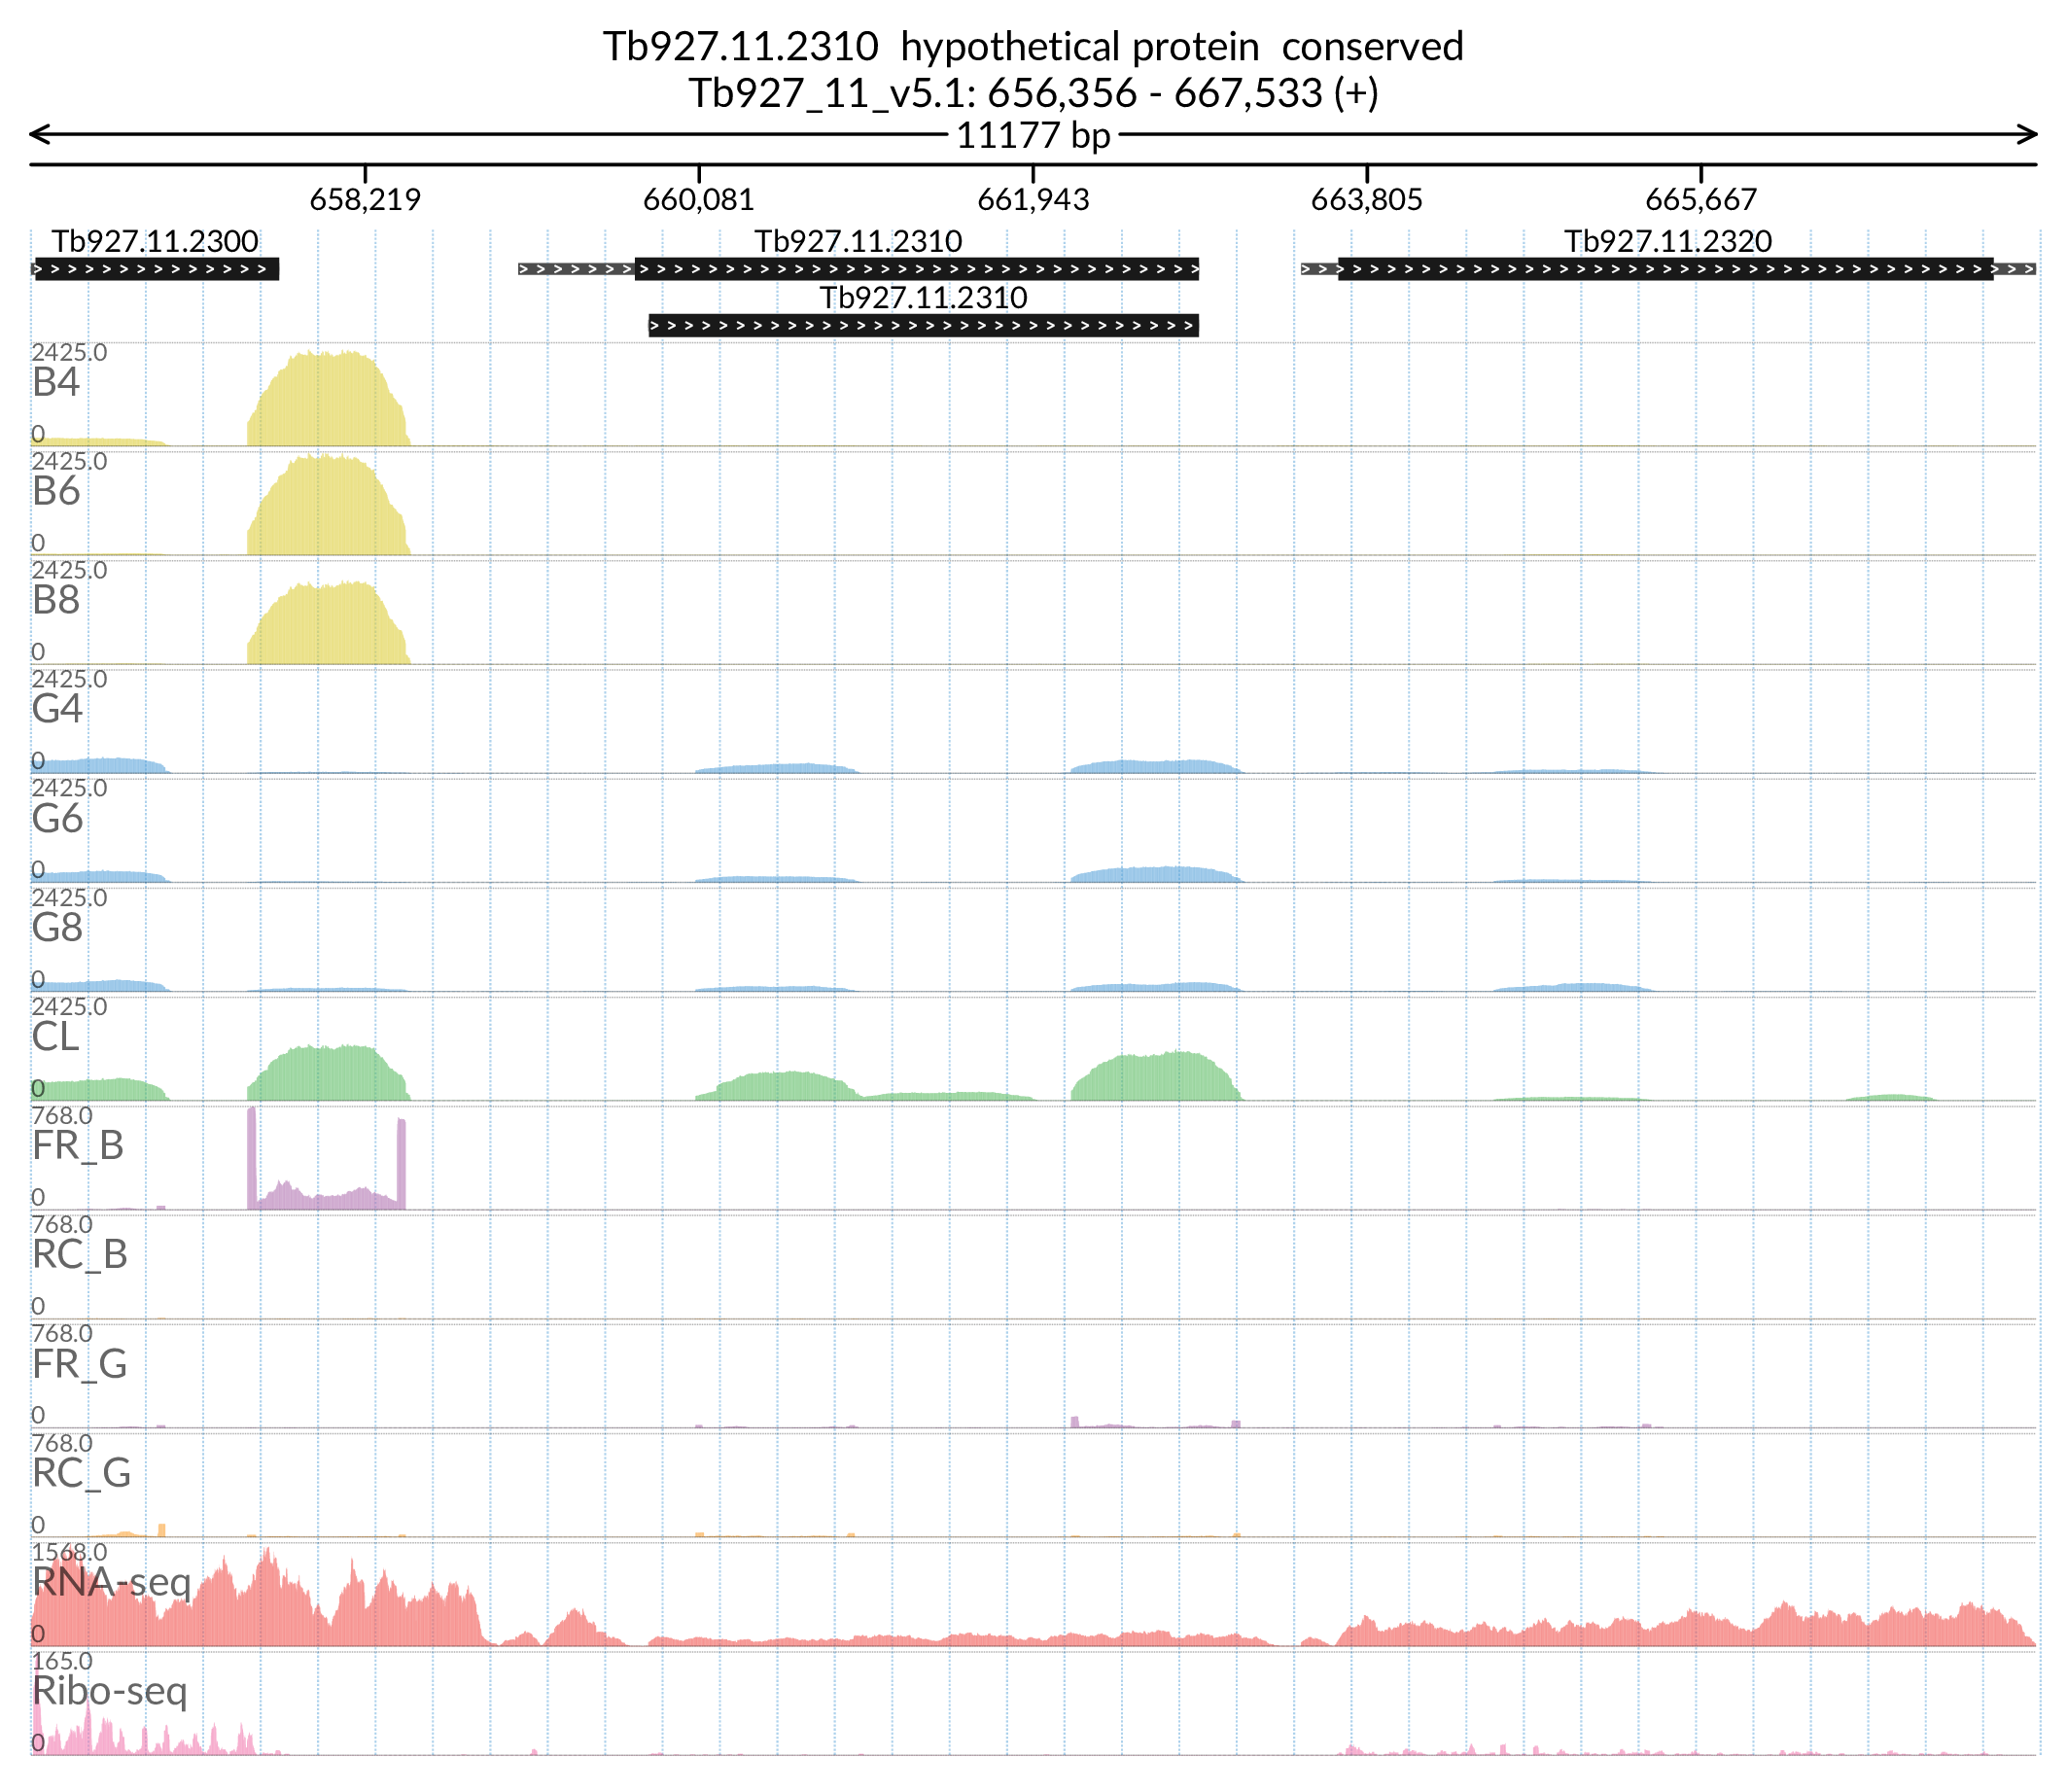 Tb927.11.2310  hypothetical protein  conserved
Tb927_11_v5.1: 656,356 - 667,533 (+)
11177 bp
658,219 660,081 661,943 663,805 665,667
Tb927.11.2300 Tb927.11.2310 Tb927.11.2320
Tb927.11.2310
2425.0
B4
0
2425.0
B6
0
2425.0
B8
0
2425.0
G4
0
2425.0
G6
0
2425.0
G8
0
2425.0
CL
0
768.0
FR_B
0
768.0
RC_B
0
768.0
FR_G
0
768.0
RC_G
0
1568.0
RNA-seq
0
165.0
Ribo-seq
0